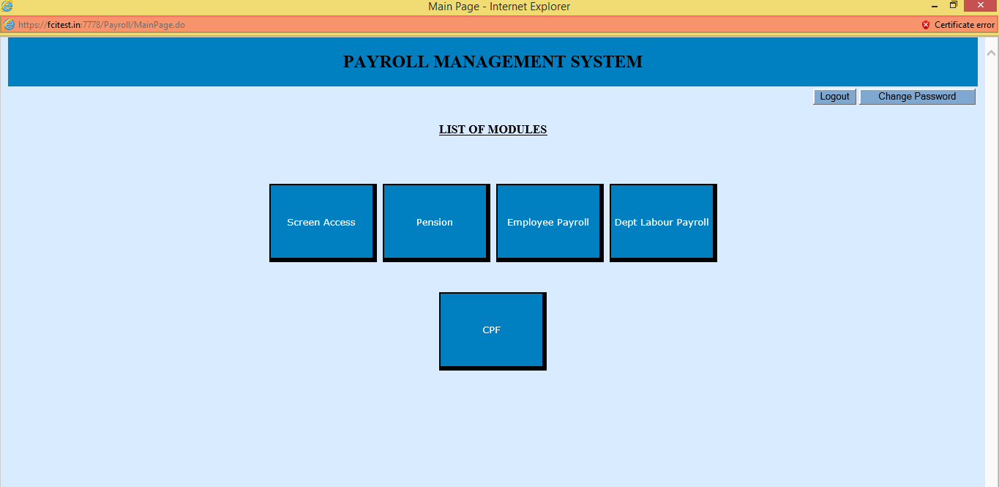 Main Page - Internet Explorer
https://fcitest.in:7778/Payroll/MainPage.do
Certificate error
PAYROLL MANAGEMENT SYSTEM
Logout
Change Password
LIST OF MODULES
Screen Access
Pension
Employee Payroll
Dept Labour Payroll
CPF